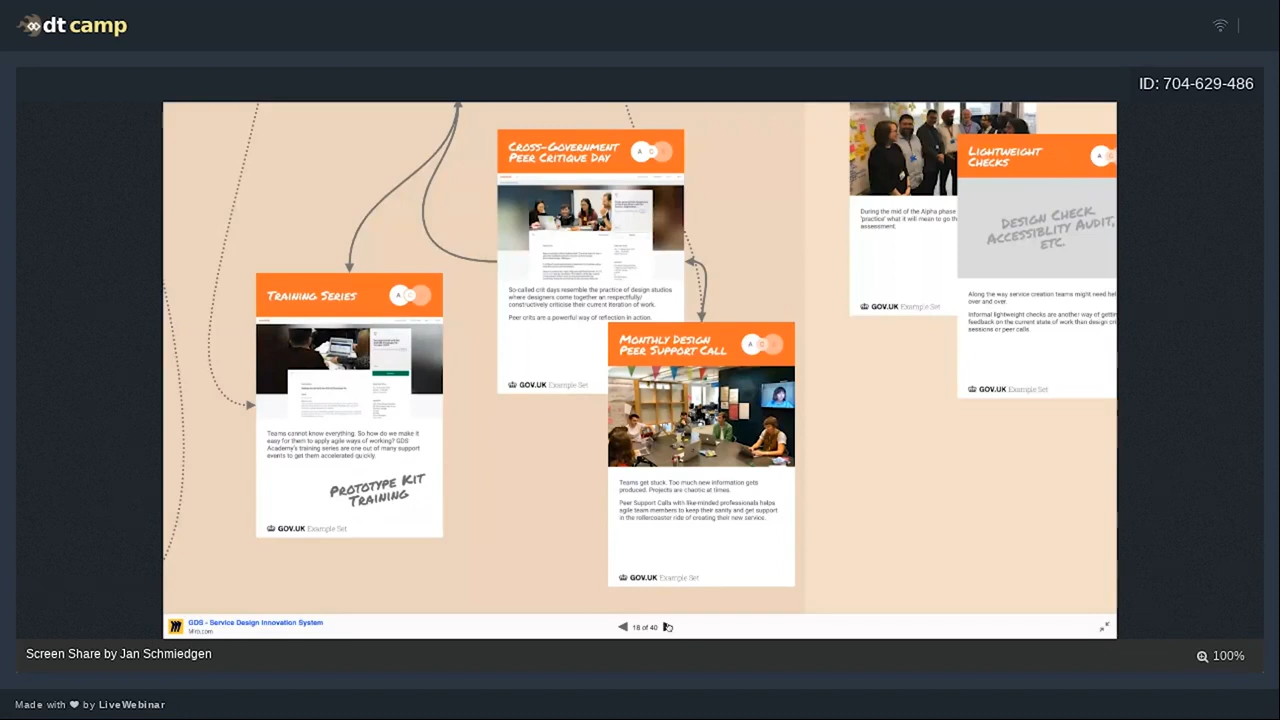 dt camp
ID: 704-629-486
Cross-Government
Peer Critique Day
A C
So-called crit days resemble the practice of design studios
where designers come together an respectfully/
constructively criticise their current iteration of work.
Peer crits are a powerful way of reflection in action.
GOV.UK Example Set
Training Series
A C
Teams cannot know everything. So how do we make it
easy for them to apply agile ways of working? GDS
Academy's training series are one out of many support
events to get them accelerated quickly.
Prototype Kit
Training
GOV.UK Example Set
Monthly Design
Peer Support Call
A C
Teams get stuck. Too much new information gets
produced. Projects are chaotic at times.
Peer Support Calls with like-minded professionals helps
agile team members to keep their sanity and get support
in the rollercoaster ride of creating their new service.
GOV.UK Example Set
During the mid of the Alpha phase
'practice' what it will mean to go th
assessment.
GOV.UK Example Set
Lightweight
Checks
A
Design Check,
Accessiblity Audit,
etc.
Along the way service creation teams might need hel
over and over.
Informal lightweight checks are another way of gettin
feedback on the current state of work than design cri
sessions or peer calls.
GOV.UK Example Set
GDS - Service Design Innovation System
Miro.com
18 of 40
Screen Share by Jan Schmiedgen
100%
Made with ❤ by LiveWebinar